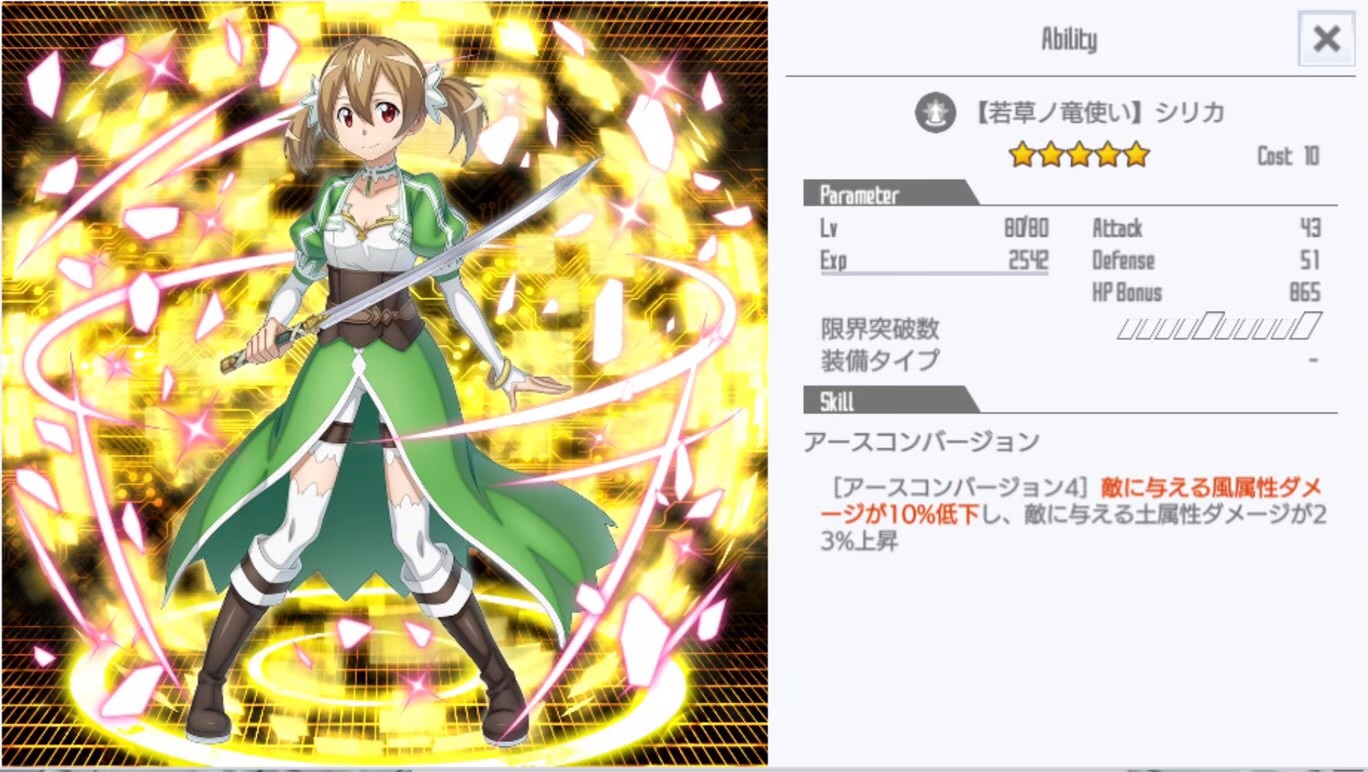 Ability
【若草ノ竜使い】シリカ
Cost 10
Parameter
Lv 80/80 Attack 43
Exp 2542 Defense 51
HP Bonus 865
限界突破数
装備タイプ -
Skill
アースコンバージョン
［アースコンバージョン4］敵に与える風属性ダメ
ージが10%低下し、敵に与える土属性ダメージが2
3%上昇